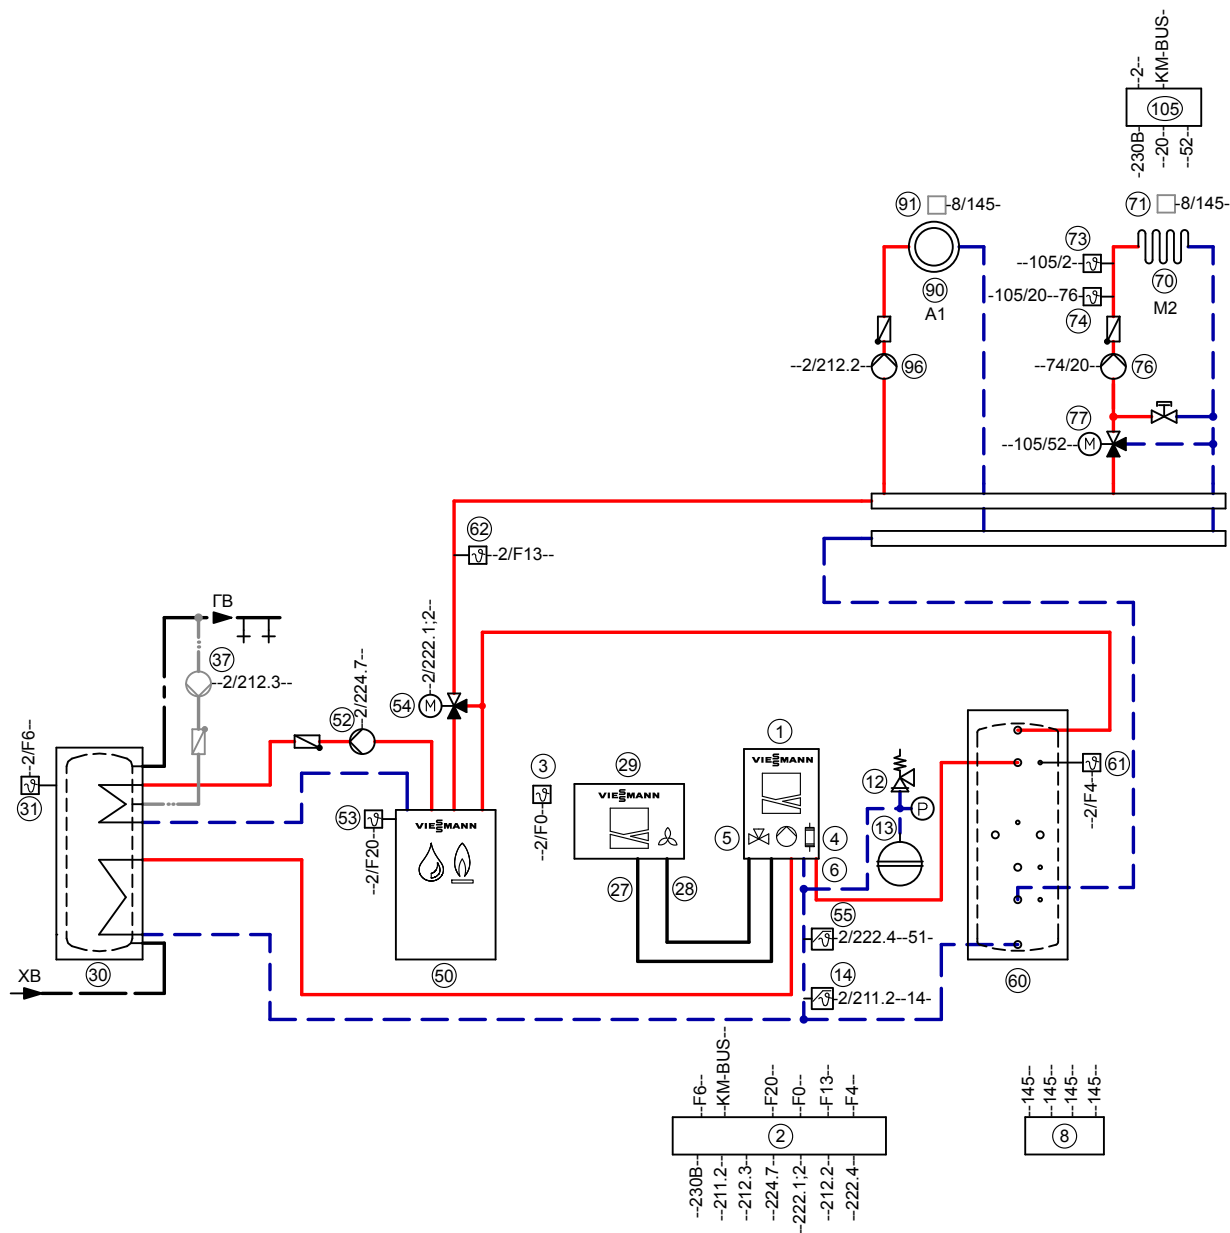 --2--
KM-BUS--
105
-230B--
--20--
--52--
91
-8/145-
71
-8/145-
73
--105/2--
90
A1
70
M2
-105/20--76-
74
--2/212.2--
96
--74/20--
76
77
M
--105/52--
62
--2/F13--
ГВ
37
--2/212.3--
--2/222.1;2--
54
M
52
--2/224.7--
--2/F6--
31
1
VIESMANN
3
--2/F0--
29
VIESMANN
12
P
13
61
--2/F4--
53
--2/F20--
VIESMANN
5
4
6
27
28
55
-2/222.4--51-
14
-2/211.2--14-
30
50
60
ХВ
--F6--
--KM-BUS--
--F20--
--F0--
--F13--
--F4--
2
--230B--
--211.2--
--212.3--
--224.7--
--222.1;2--
--212.2--
--222.4--
--145--
--145--
--145--
--145--
8